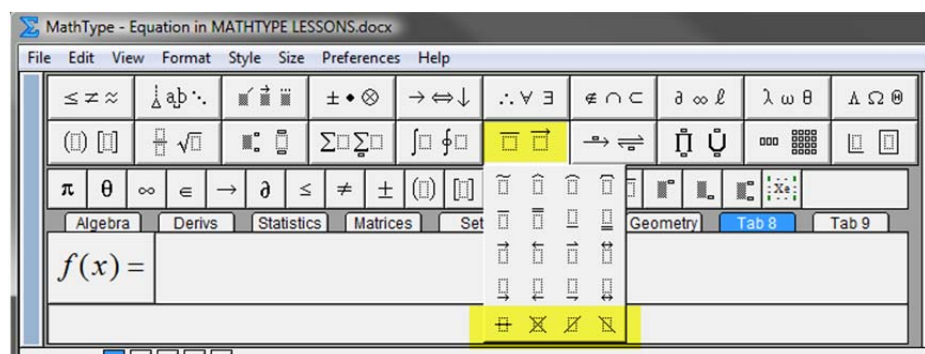 MathType - Equation in MATHTYPE LESSONS.docx
File Edit View Format Style Size Preferences Help
≤ ≠ ≈ a b ⋱ ± • ⊗ → ⇔ ↓ ∴ ∀ ∃ ∉ ∩ ⊂ ∂ ∞ ℓ λ ω θ Λ Ω Θ
π θ ∞ ∈ → ∂ ≤ ≠ ± Xe
Algebra Derivs Statistics Matrices Set Geometry Tab 8 Tab 9
f(x) =